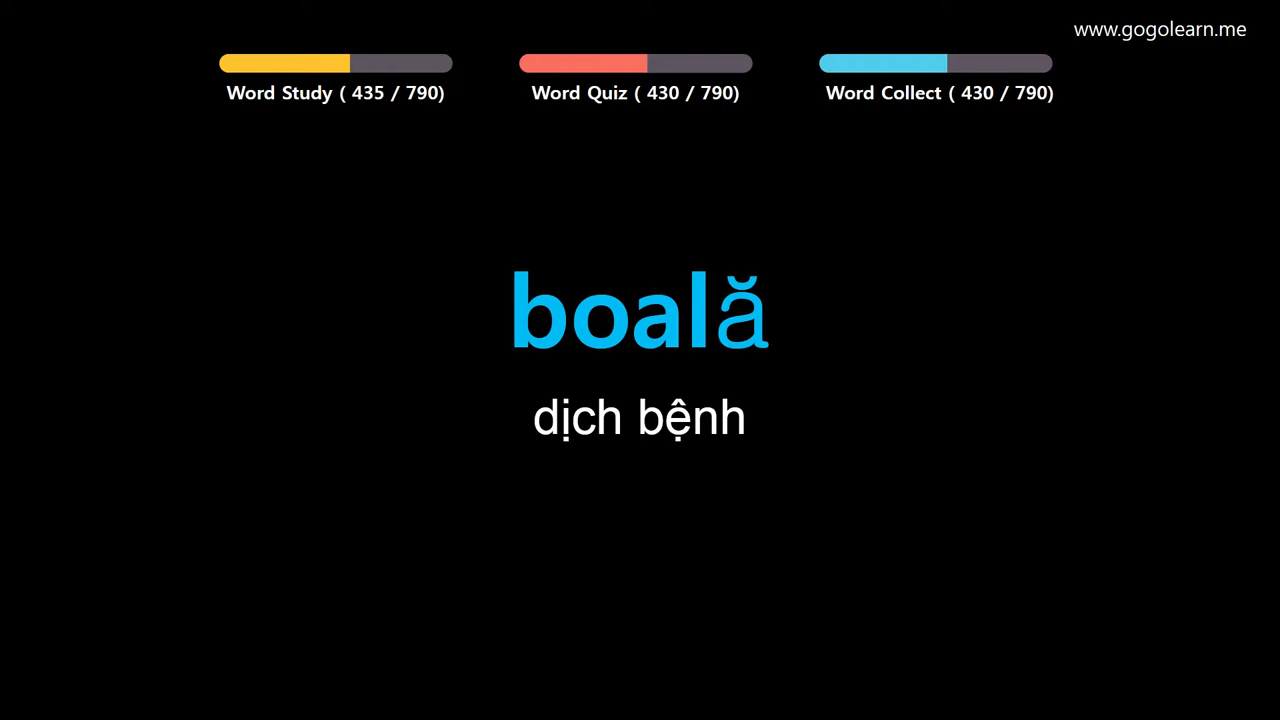 www.gogolearn.me
Word Study ( 435 / 790)
Word Quiz ( 430 / 790)
Word Collect ( 430 / 790)
boală
dịch bệnh